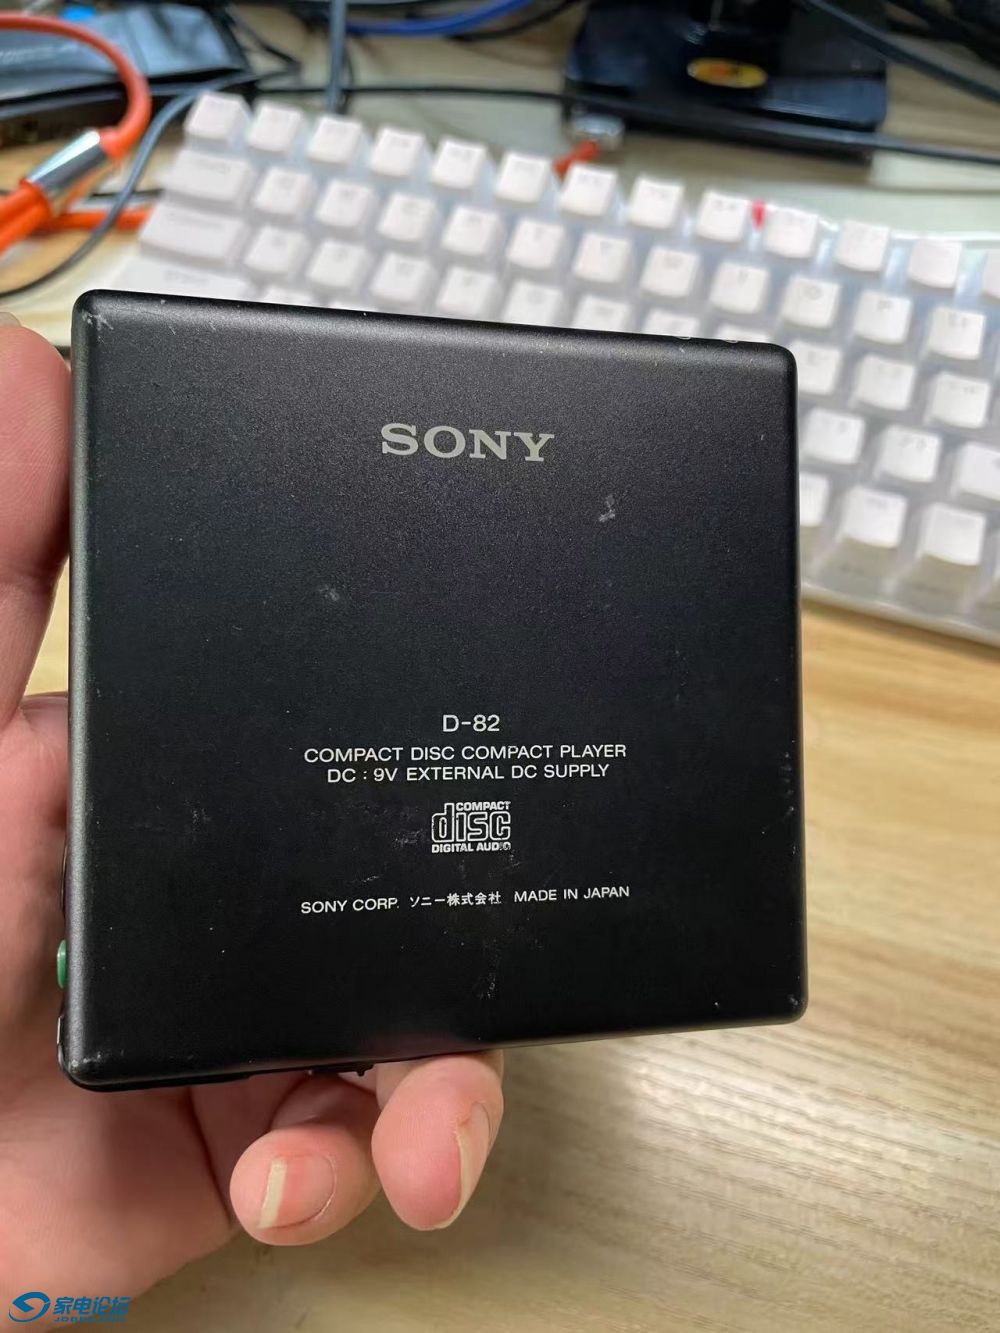 SONY
D-82
COMPACT DISC COMPACT PLAYER
DC : 9V EXTERNAL DC SUPPLY
COMPACT
disc
DIGITAL AUDIO
SONY CORP. ソニー株式会社 MADE IN JAPAN
家电论坛